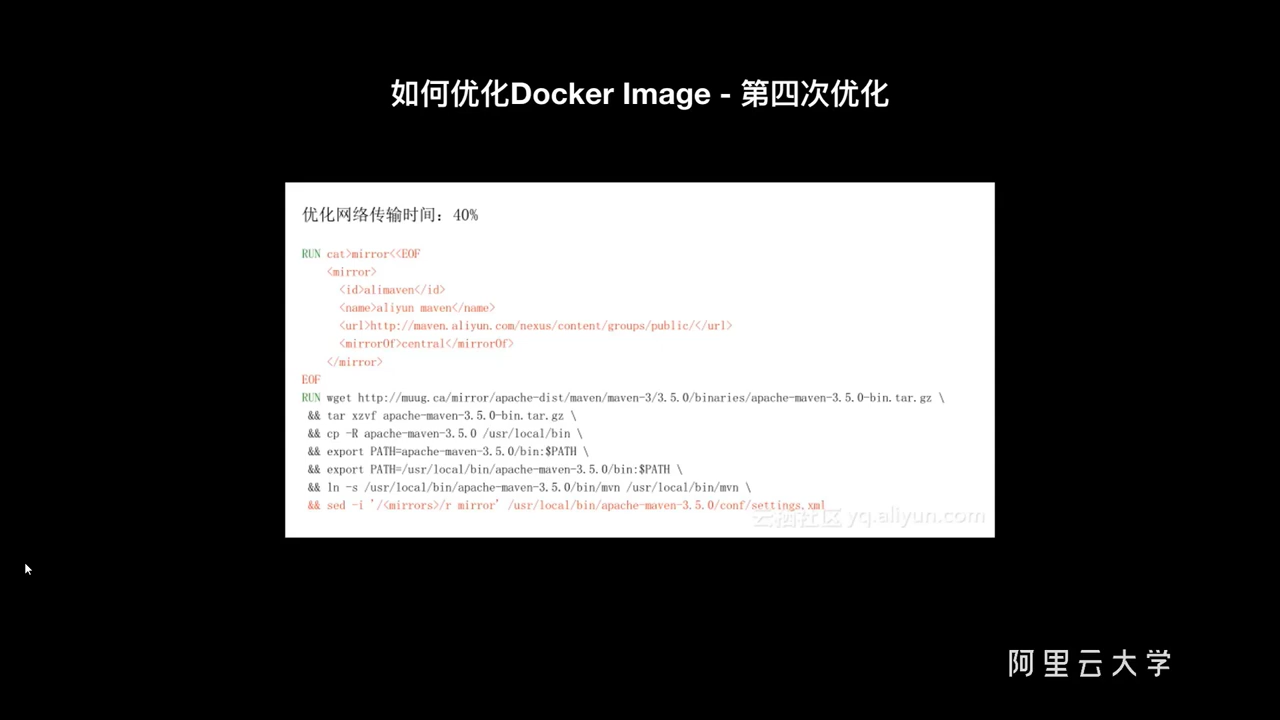 如何优化Docker Image - 第四次优化
优化网络传输时间：40%
RUN cat>mirror<<EOF
<mirror>
<id>alimaven</id>
<name>aliyun maven</name>
<url>http://maven.aliyun.com/nexus/content/groups/public/</url>
<mirrorOf>central</mirrorOf>
</mirror>
EOF
RUN wget http://muug.ca/mirror/apache-dist/maven/maven-3/3.5.0/binaries/apache-maven-3.5.0-bin.tar.gz \
&& tar xzvf apache-maven-3.5.0-bin.tar.gz \
&& cp -R apache-maven-3.5.0 /usr/local/bin \
&& export PATH=apache-maven-3.5.0/bin:$PATH \
&& export PATH=/usr/local/bin/apache-maven-3.5.0/bin:$PATH \
&& ln -s /usr/local/bin/apache-maven-3.5.0/bin/mvn /usr/local/bin/mvn \
&& sed -i '/<mirrors>/r mirror' /usr/local/bin/apache-maven-3.5.0/conf/settings.xml
云栖社区 yq.aliyun.com
阿里云大学